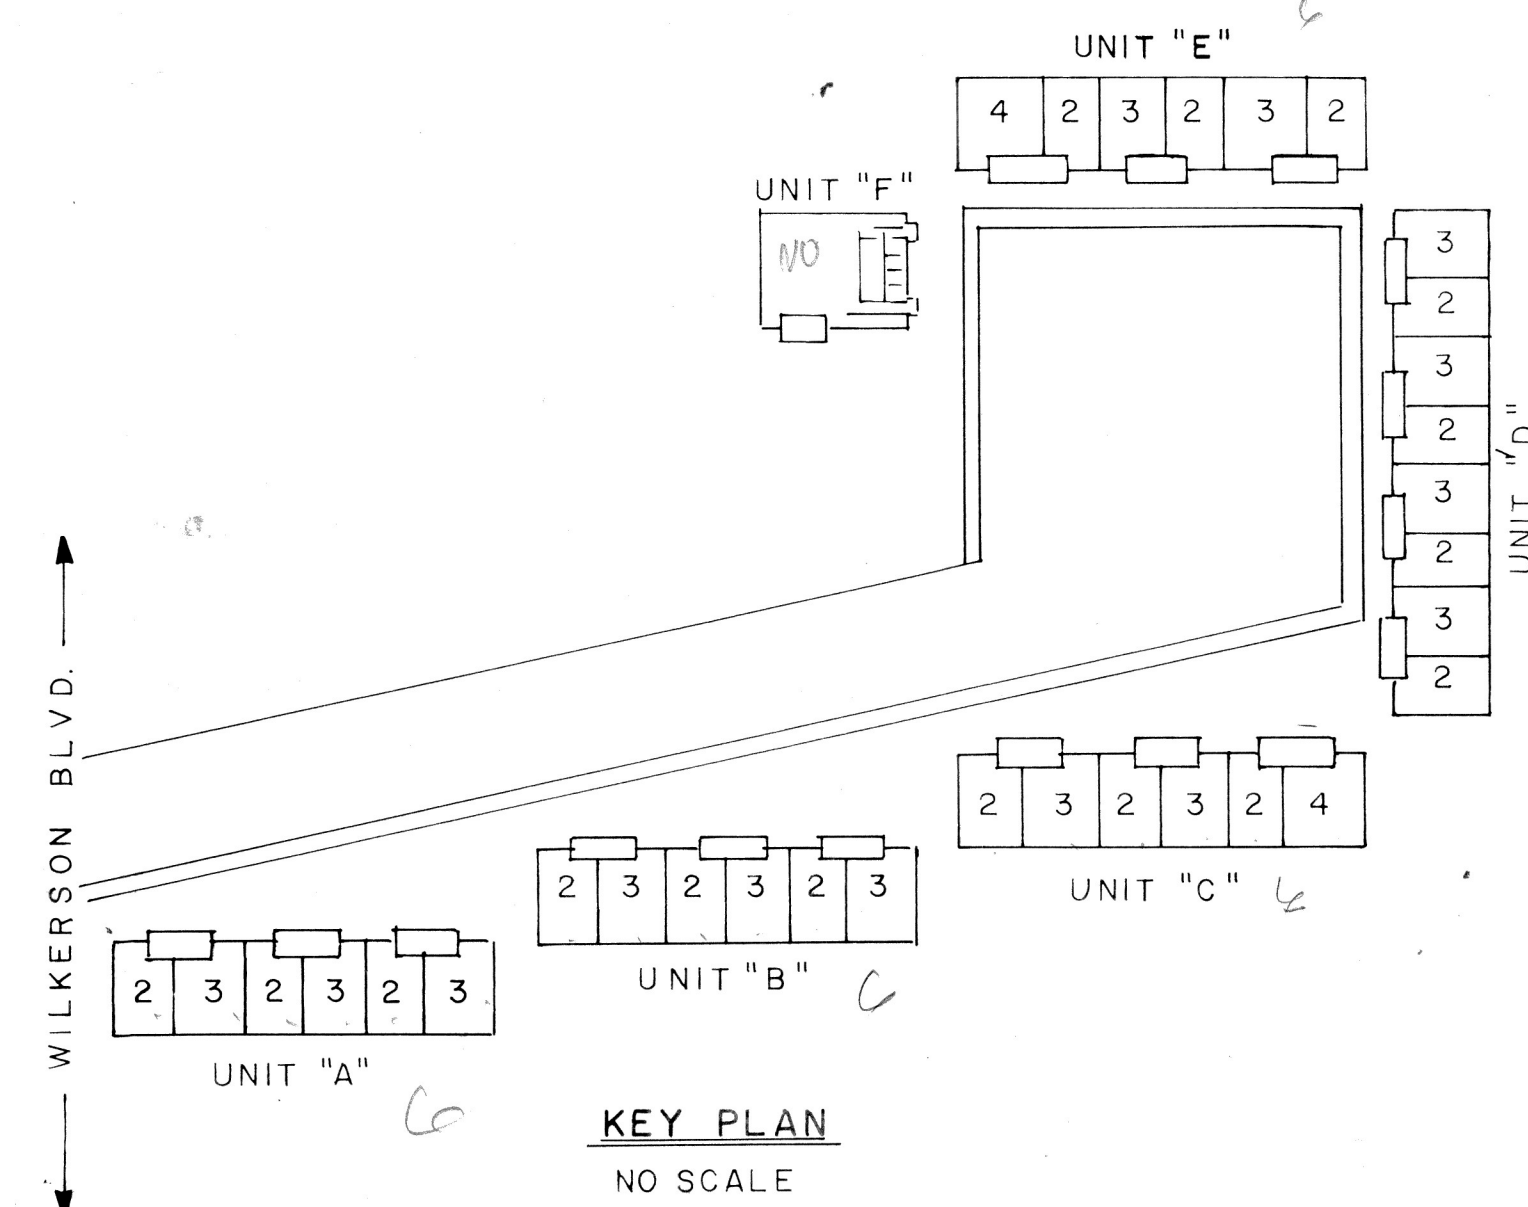 6
UNIT "E"
4 2 3 2 3 2
UNIT "F"
NO
3
2
3
2
3
2
3
2
UNIT "D"
WILKERSON BLVD.
2 3 2 3 2 4
UNIT "C" 6
2 3 2 3 2 3
UNIT "B" 6
2 3 2 3 2 3
UNIT "A" 6
KEY PLAN
NO SCALE